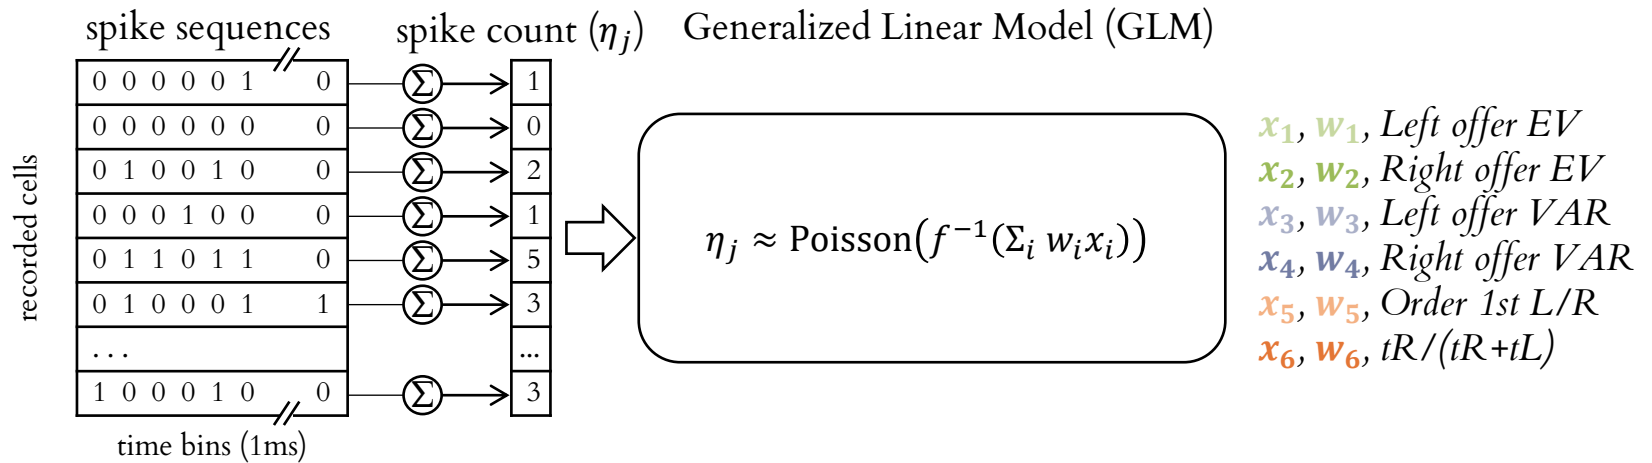 spike sequences spike count (η_j) Generalized Linear Model (GLM)
0 0 0 0 0 1 0 Σ 1
0 0 0 0 0 0 0 Σ 0
0 1 0 0 1 0 0 Σ 2
0 0 0 1 0 0 0 Σ 1
0 1 1 0 1 1 0 Σ 5
0 1 0 0 0 1 1 Σ 3
... ...
1 0 0 0 1 0 0 Σ 3
recorded cells
time bins (1ms)
η_j ≈ Poisson(f⁻¹(Σ_i w_i x_i))
x₁, w₁, Left offer EV
x₂, w₂, Right offer EV
x₃, w₃, Left offer VAR
x₄, w₄, Right offer VAR
x₅, w₅, Order 1st L/R
x₆, w₆, tR/(tR+tL)